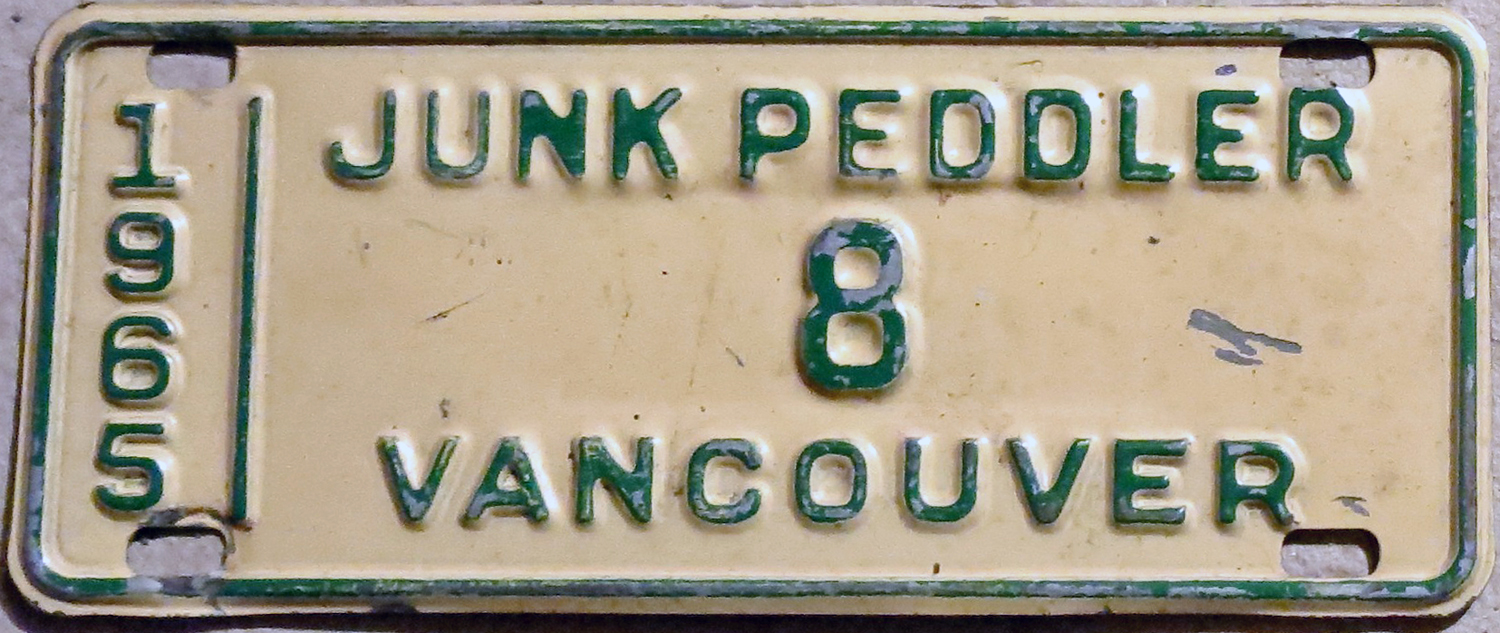 1965
JUNK PEDDLER
8
VANCOUVER